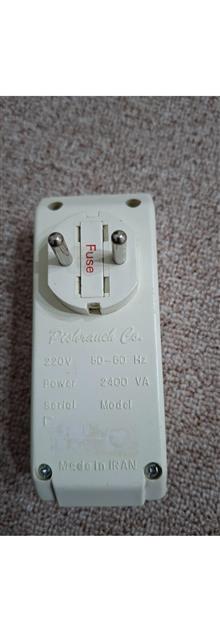 Fuse
Pishrauch Co.
220V 50-60 Hz
Power 2400 VA
Serial Model
Made in IRAN